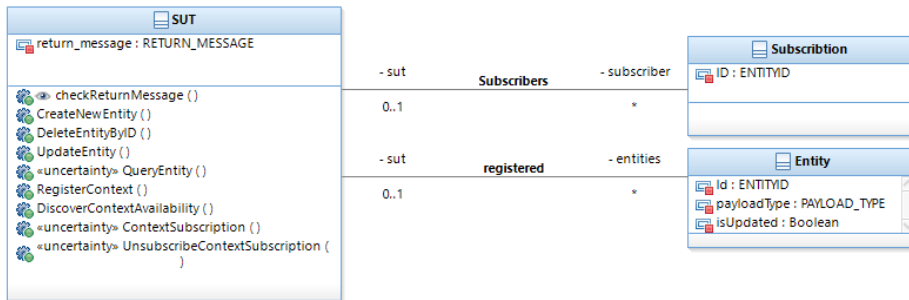 SUT
return_message : RETURN_MESSAGE
checkReturnMessage ( )
CreateNewEntity ( )
DeleteEntityByID ( )
UpdateEntity ( )
«uncertainty» QueryEntity ( )
RegisterContext ( )
DiscoverContextAvailability ( )
«uncertainty» ContextSubscription ( )
«uncertainty» UnsubscribeContextSubscription (
)
- sut
Subscribers
- subscriber
0..1
*
- sut
registered
- entities
0..1
*
Subscribtion
ID : ENTITYID
Entity
Id : ENTITYID
payloadType : PAYLOAD_TYPE
isUpdated : Boolean